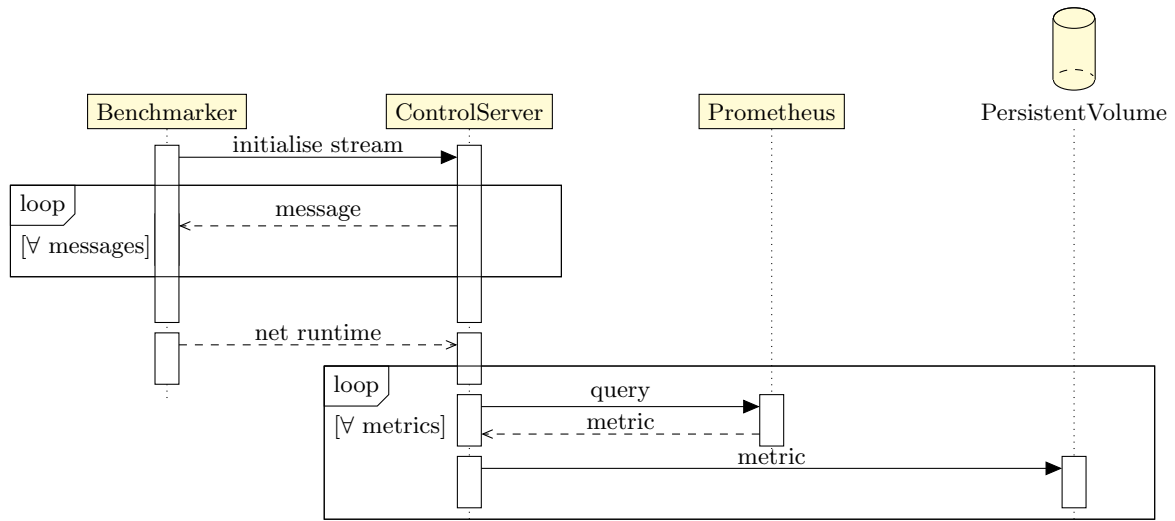 Benchmarker
ControlServer
Prometheus
PersistentVolume
initialise stream
loop
message
[∀ messages]
net runtime
loop
query
[∀ metrics]
metric
metric